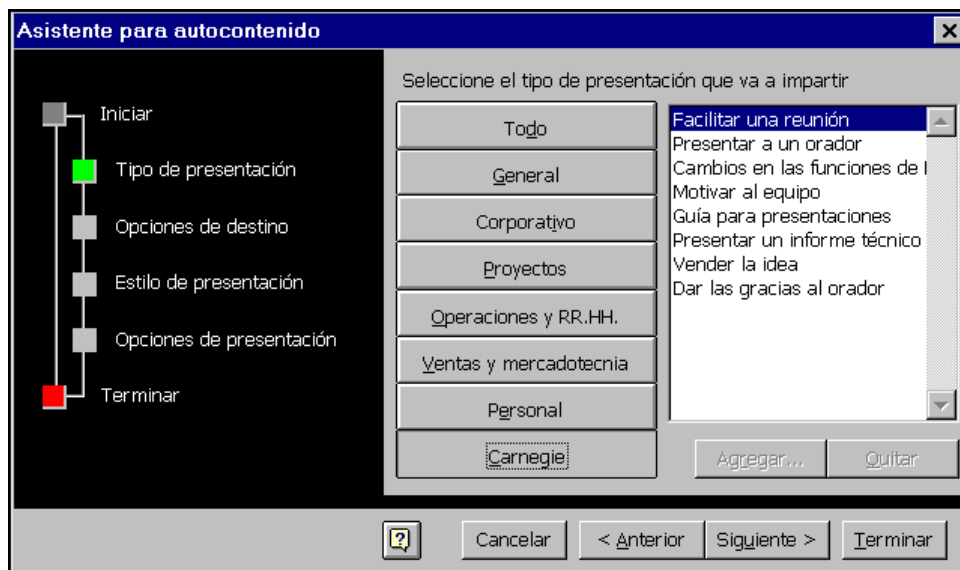 Asistente para autocontenido
Iniciar
Tipo de presentación
Opciones de destino
Estilo de presentación
Opciones de presentación
Terminar
Seleccione el tipo de presentación que va a impartir
Todo
General
Corporativo
Proyectos
Operaciones y RR.HH.
Ventas y mercadotecnia
Personal
Carnegie
Facilitar una reunión
Presentar a un orador
Cambios en las funciones de
Motivar al equipo
Guía para presentaciones
Presentar un informe técnico
Vender la idea
Dar las gracias al orador
Agregar... Quitar
Cancelar < Anterior Siguiente > Terminar